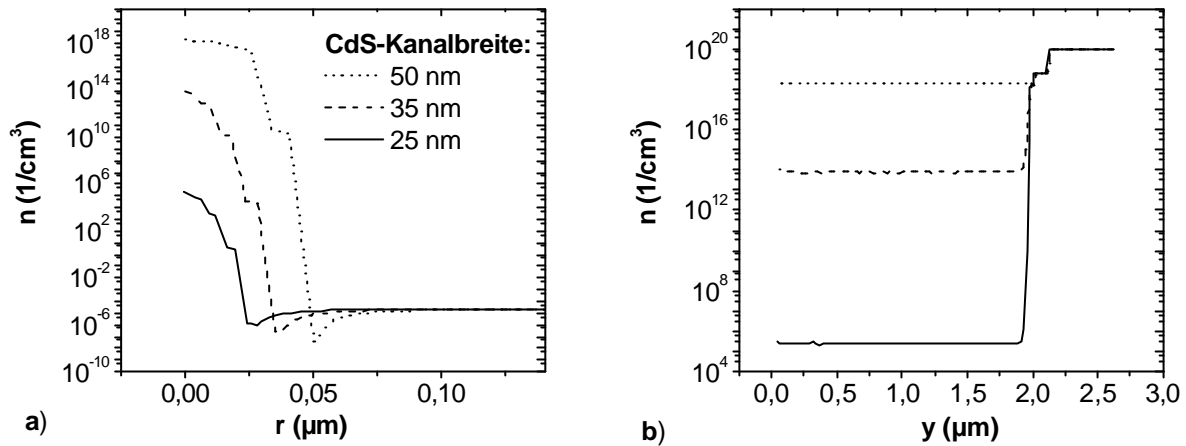 10^18
10^14
10^10
10^6
10^2
10^-2
10^-6
10^-10
n (1/cm^3)
CdS-Kanalbreite:
50 nm
35 nm
25 nm
0,00
0,05
0,10
r (µm)
a)
10^20
10^16
10^12
10^8
10^4
n (1/cm^3)
0,0
0,5
1,0
1,5
2,0
2,5
3,0
y (µm)
b)